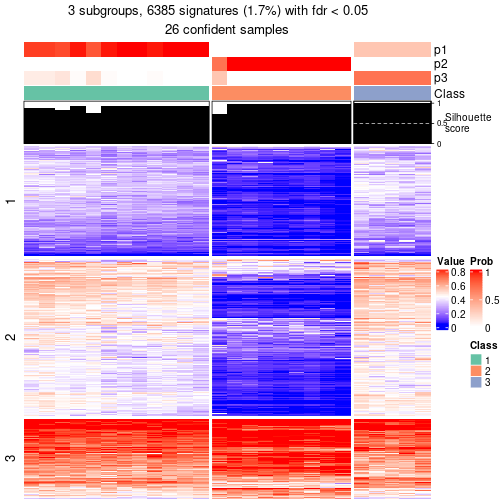 3 subgroups, 6385 signatures (1.7%) with fdr < 0.05
26 confident samples
p1
p2
p3
Class
1
0.5
0
Silhouette
score
1
2
3
Value Prob
0.8
0.6
0.4
0.2
0
1
0.5
0
Class
1
2
3